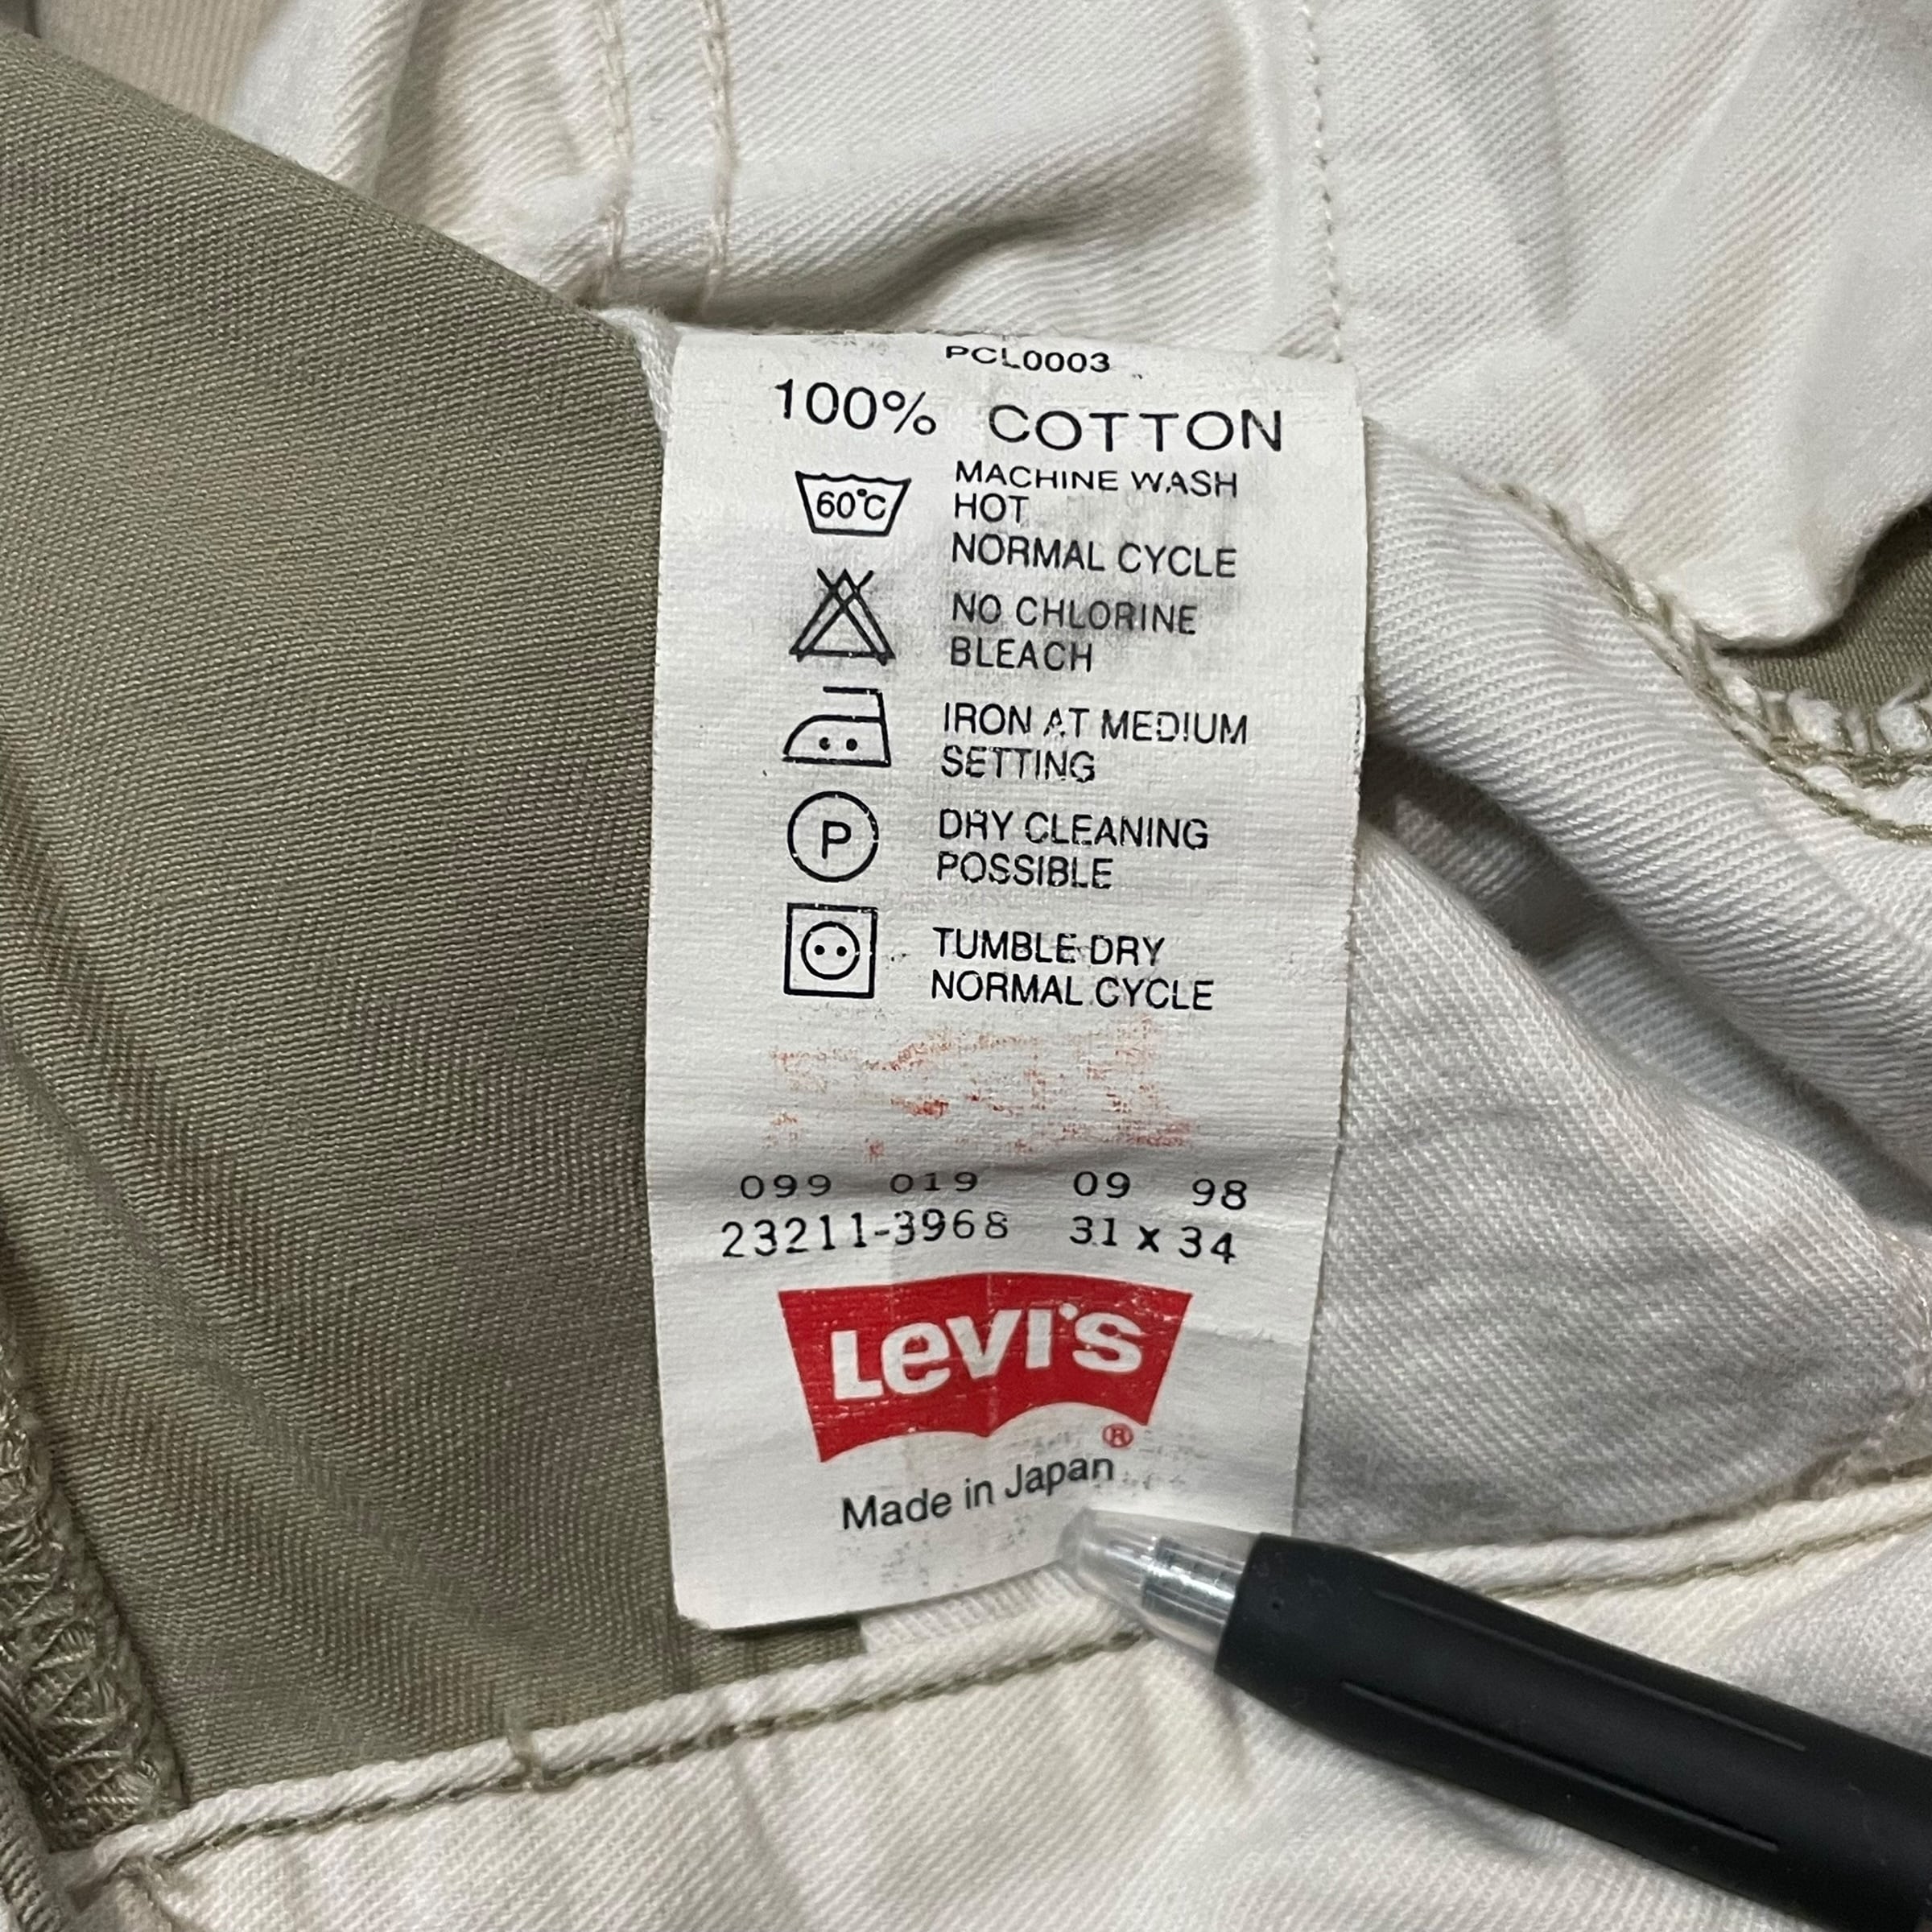 PCL0003
100% COTTON
60°C
MACHINE WASH
HOT
NORMAL CYCLE
NO CHLORINE
BLEACH
IRON AT MEDIUM
SETTING
P
DRY CLEANING
POSSIBLE
TUMBLE DRY
NORMAL CYCLE
099 019 09 98
23211-3968 31 x 34
Levi's
®
Made in Japan